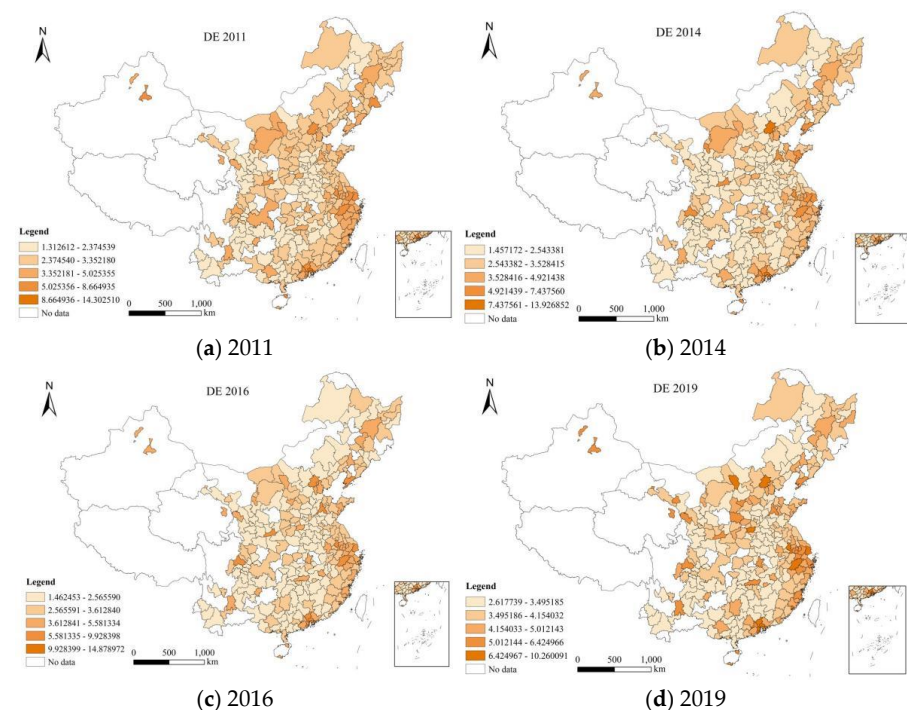 N
DE 2011
Legend
1.312612 - 2.374539
2.374540 - 3.352180
3.352181 - 5.025355
5.025356 - 8.664935
8.664936 - 14.302510
No data
0 500 1,000
km
(a) 2011
N
DE 2014
Legend
1.457172 - 2.543381
2.543382 - 3.528415
3.528416 - 4.921438
4.921439 - 7.437560
7.437561 - 13.926852
No data
0 500 1,000
km
(b) 2014
N
DE 2016
Legend
1.462453 - 2.565590
2.565591 - 3.612840
3.612841 - 5.581334
5.581335 - 9.928398
9.928399 - 14.878972
No data
0 500 1,000
km
(c) 2016
N
DE 2019
Legend
2.617739 - 3.495185
3.495186 - 4.154032
4.154033 - 5.012143
5.012144 - 6.424966
6.424967 - 10.260091
No data
0 500 1,000
km
(d) 2019